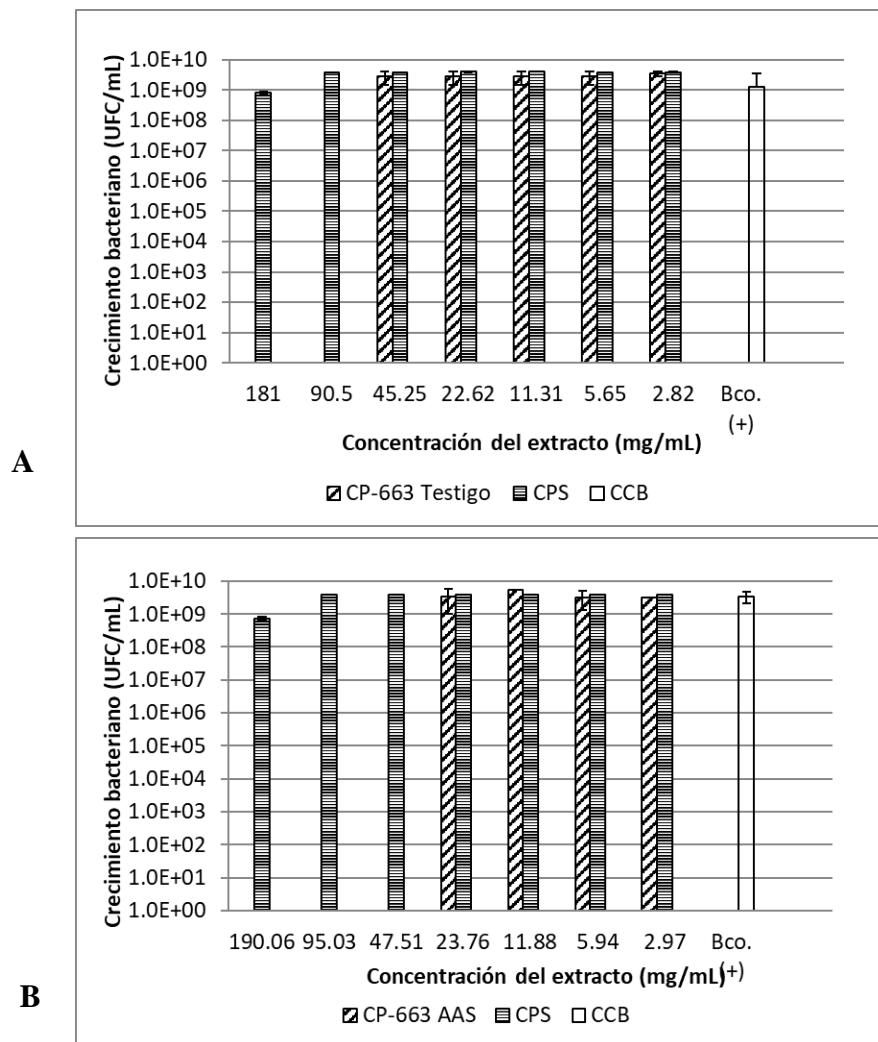 Crecimiento bacteriano (UFC/mL)
1.0E+10
1.0E+09
1.0E+08
1.0E+07
1.0E+06
1.0E+05
1.0E+04
1.0E+03
1.0E+02
1.0E+01
1.0E+00
181 90.5 45.25 22.62 11.31 5.65 2.82 Bco.
(+)
Concentración del extracto (mg/mL)
A
CP-663 Testigo CPS CCB
Crecimiento bacteriano (UFC/mL)
1.0E+10
1.0E+09
1.0E+08
1.0E+07
1.0E+06
1.0E+05
1.0E+04
1.0E+03
1.0E+02
1.0E+01
1.0E+00
190.06 95.03 47.51 23.76 11.88 5.94 2.97 Bco.
(+)
Concentración del extracto (mg/mL)
B
CP-663 AAS CPS CCB